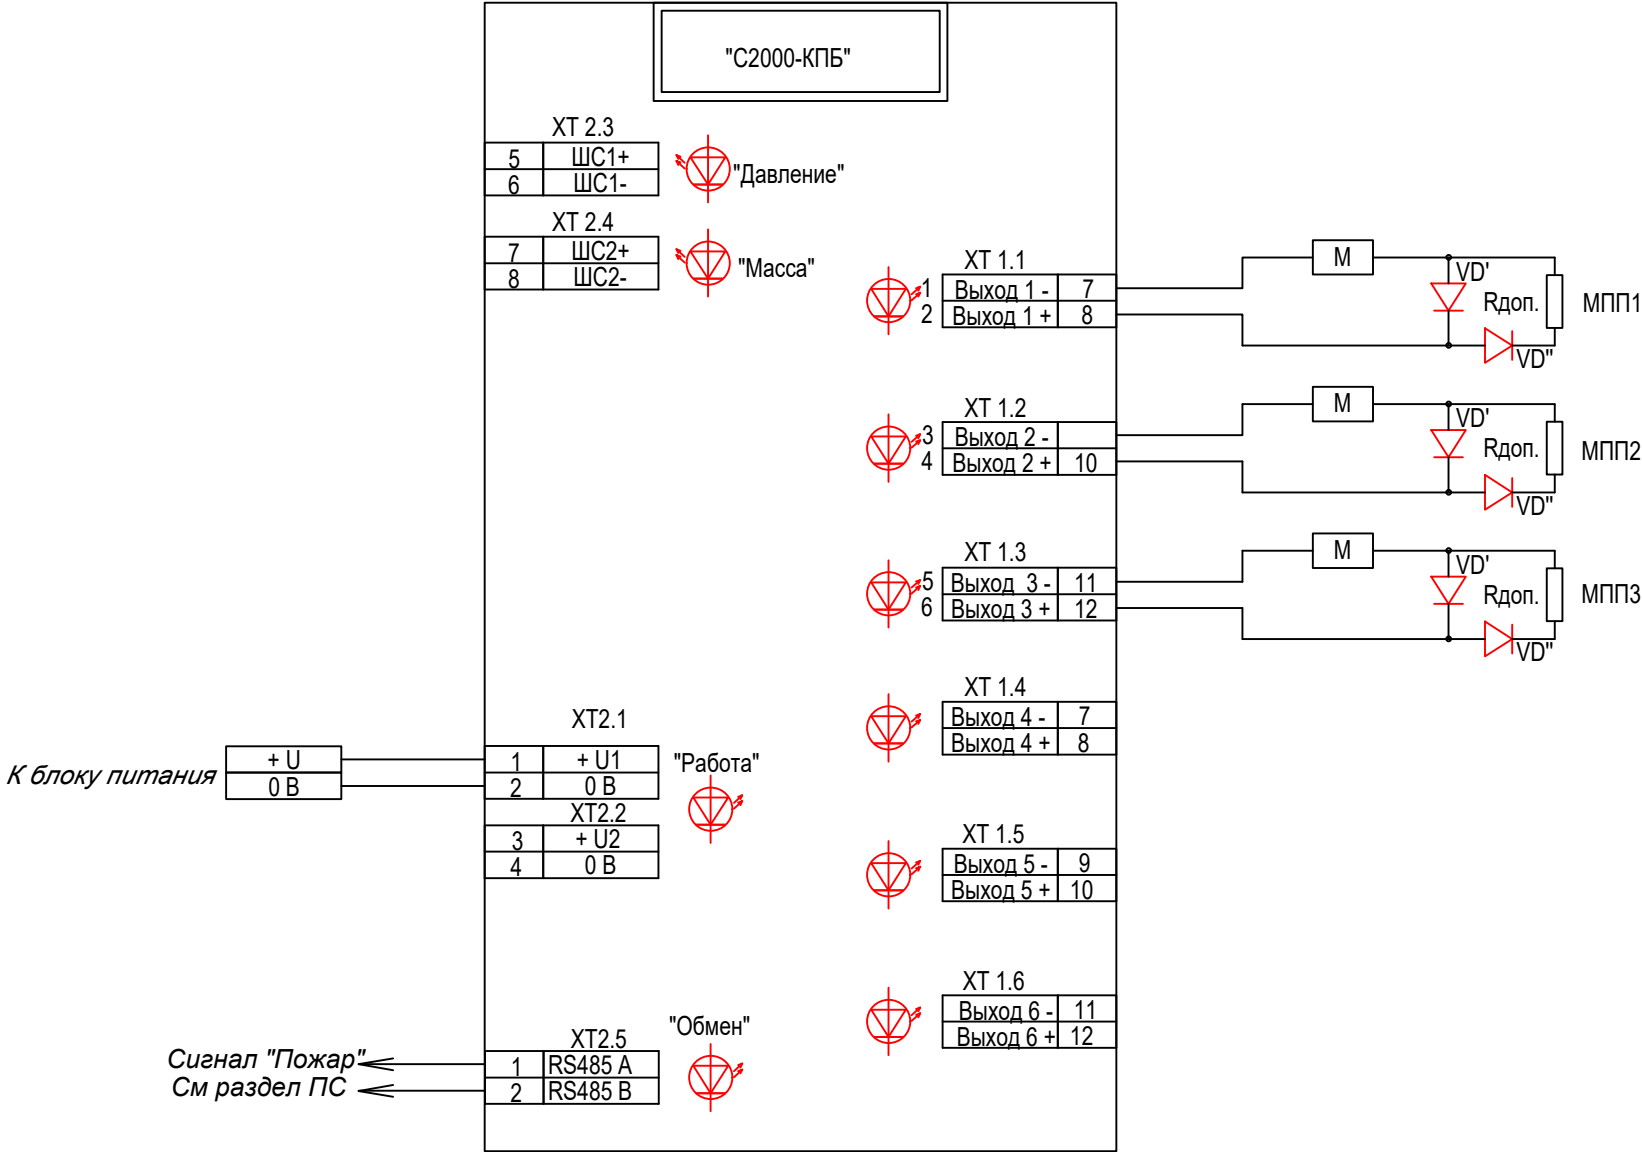 "С2000-КПБ"
ХТ 2.3
5 ШС1+
6 ШС1-
"Давление"
ХТ 2.4
7 ШС2+
8 ШС2-
"Масса"
ХТ2.1
1 + U1
2 0 В
"Работа"
ХТ2.2
3 + U2
4 0 В
К блоку питания
+ U
0 В
"Обмен"
ХТ2.5
1 RS485 А
2 RS485 В
Сигнал "Пожар"
См раздел ПС
ХТ 1.1
1 Выход 1 - 7
2 Выход 1 + 8
М
VD'
Rдоп.
МПП1
VD"
ХТ 1.2
3 Выход 2 -
4 Выход 2 + 10
М
VD'
Rдоп.
МПП2
VD"
ХТ 1.3
5 Выход 3 - 11
6 Выход 3 + 12
М
VD'
Rдоп.
МПП3
VD"
ХТ 1.4
Выход 4 - 7
Выход 4 + 8
ХТ 1.5
Выход 5 - 9
Выход 5 + 10
ХТ 1.6
Выход 6 - 11
Выход 6 + 12